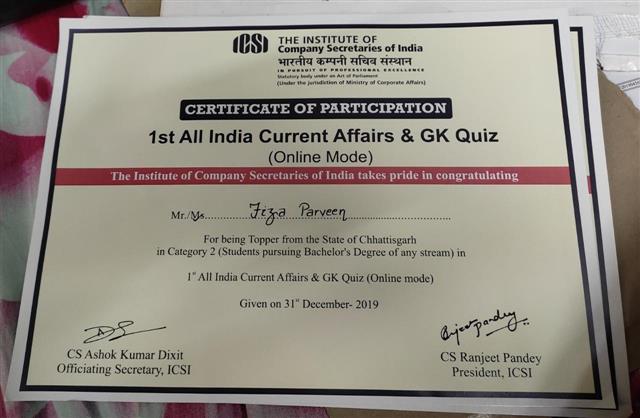 ICSI
THE INSTITUTE OF
Company Secretaries of India
भारतीय कम्पनी सचिव संस्थान
IN PURSUIT OF PROFESSIONAL EXCELLENCE
Statutory body under an Act of Parliament
(Under the jurisdiction of Ministry of Corporate Affairs)
CERTIFICATE OF PARTICIPATION
1st All India Current Affairs & GK Quiz
(Online Mode)
The Institute of Company Secretaries of India takes pride in congratulating
Mr./Ms. Fiza Parveen
For being Topper from the State of Chhattisgarh
in Category 2 (Students pursuing Bachelor's Degree of any stream) in
1st All India Current Affairs & GK Quiz (Online mode)
Given on 31st December- 2019
CS Ashok Kumar Dixit
Officiating Secretary, ICSI
Ranjeet Pandey
CS Ranjeet Pandey
President, ICSI